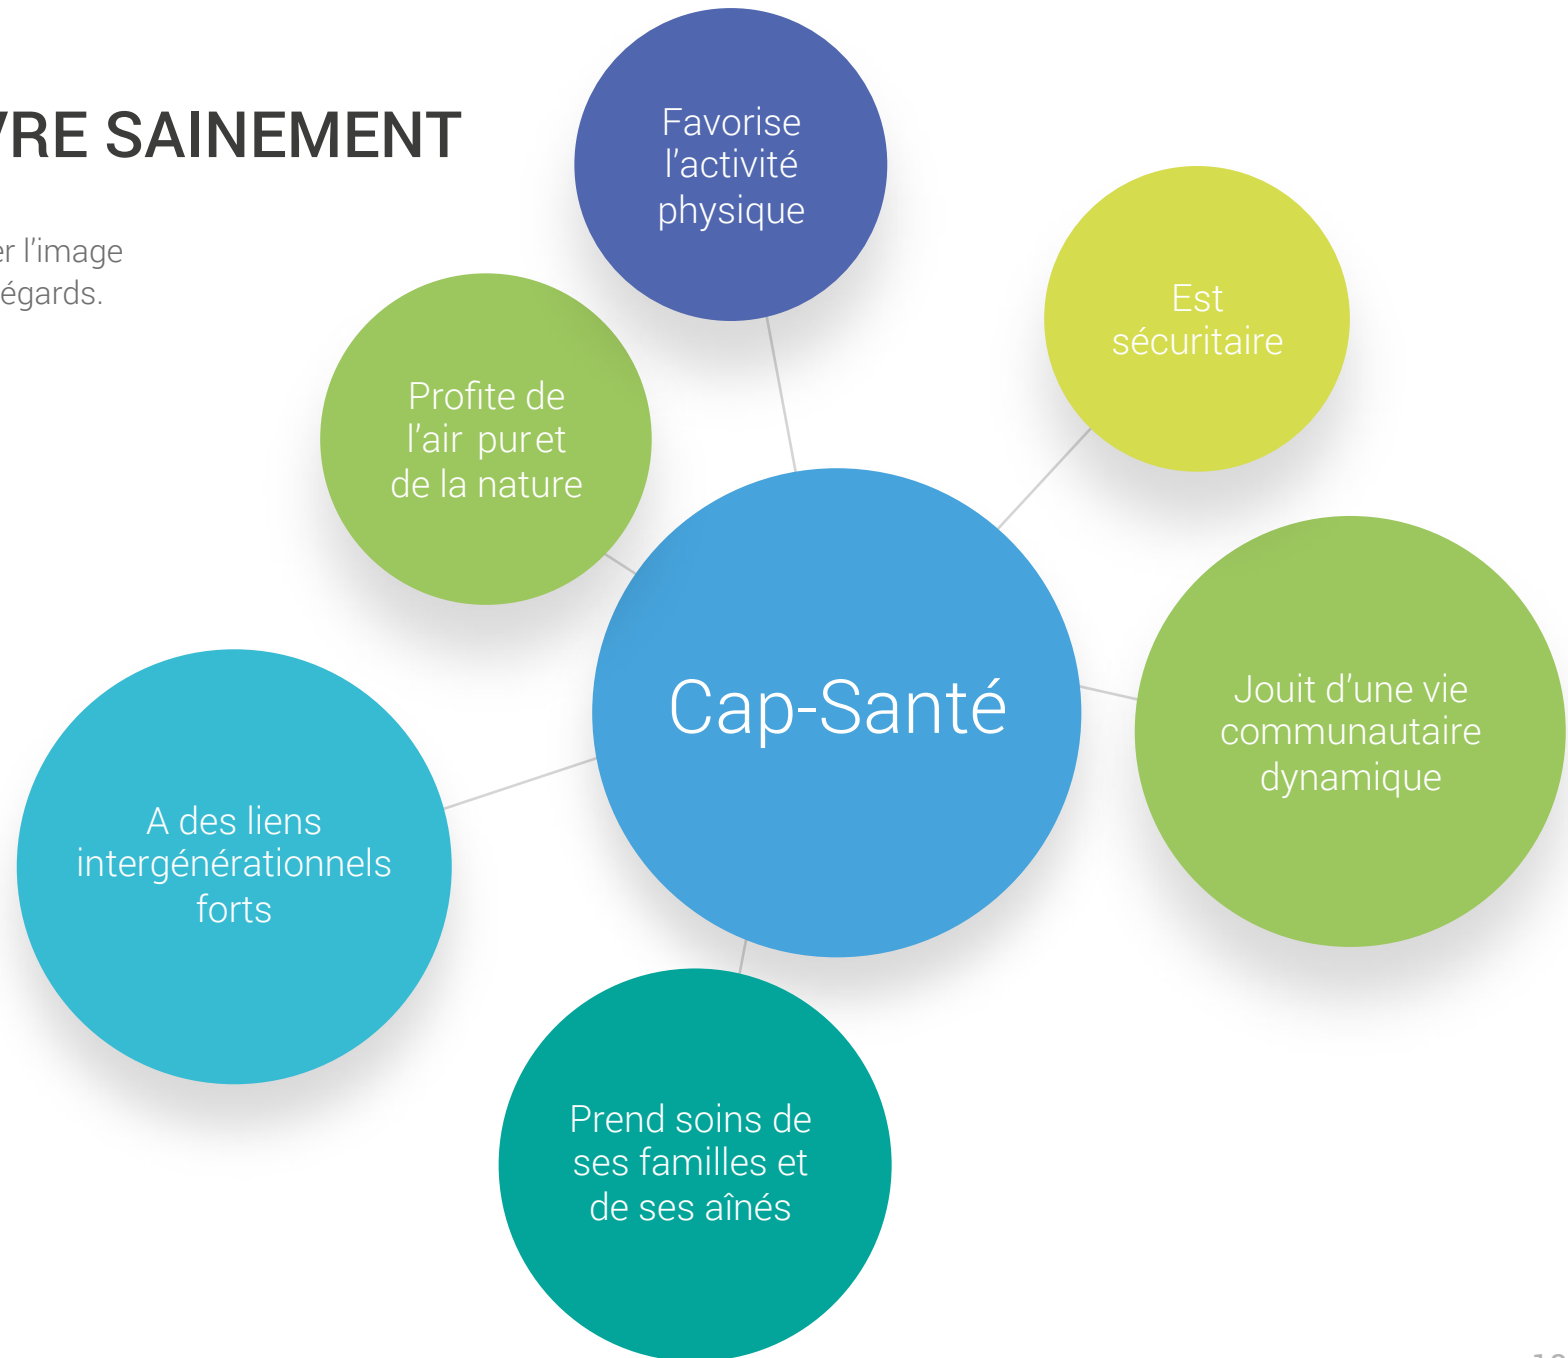 VRE SAINEMENT
er l'image
égards.
Favorise
l'activité
physique
Est
sécuritaire
Profite de
l'air pur et
de la nature
Cap-Santé
Jouit d'une vie
communautaire
dynamique
A des liens
intergénérationnels
forts
Prend soins de
ses familles et
de ses aînés